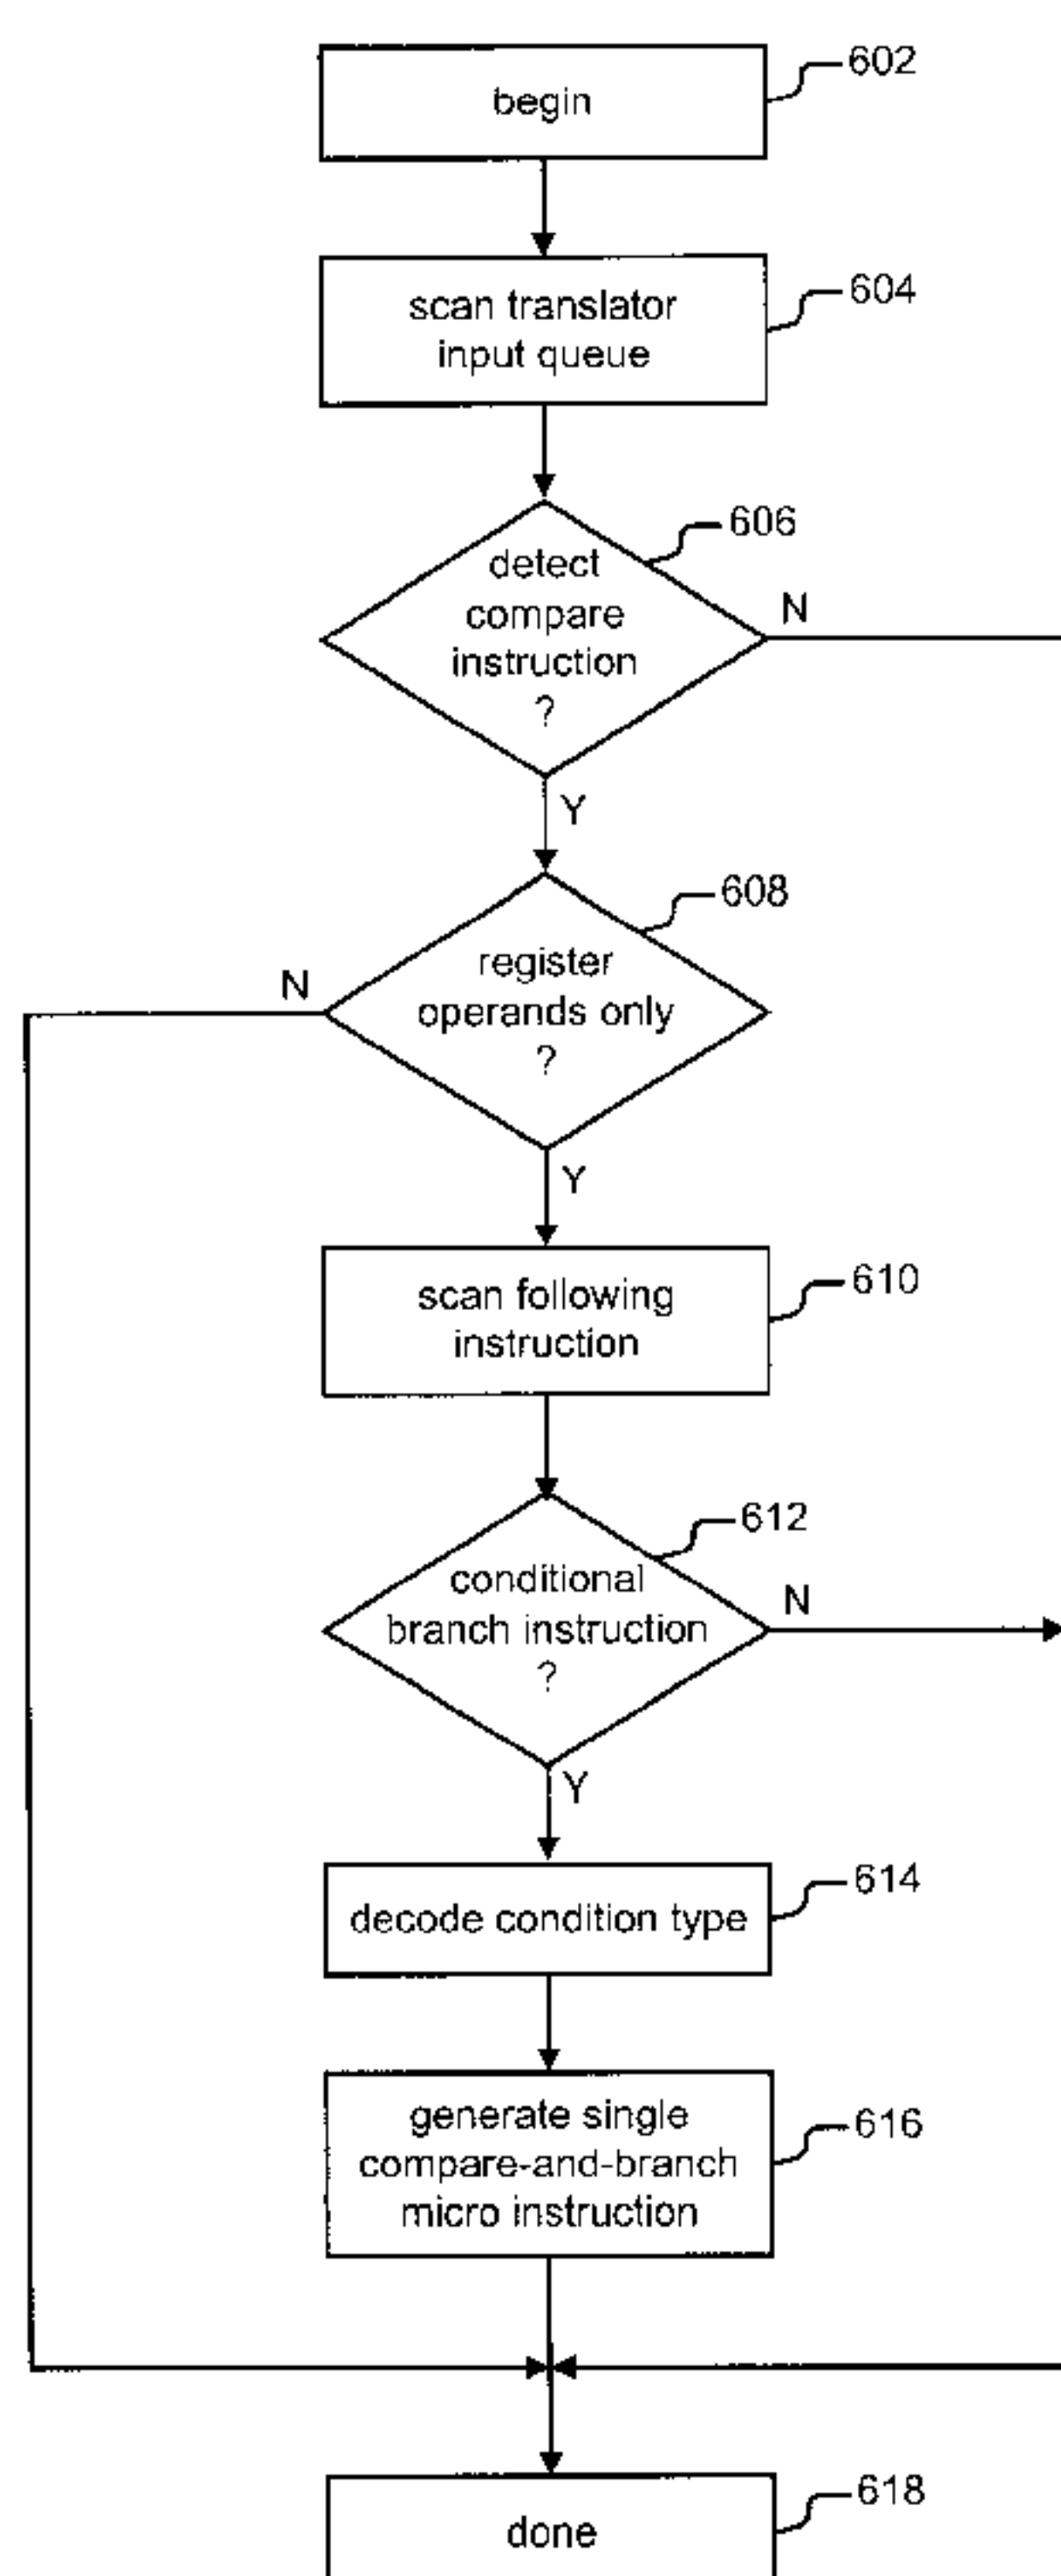 begin
602
scan translator
input queue
604
detect
compare
instruction
?
606
N
Y
register
operands only
?
608
N
Y
scan following
instruction
610
conditional
branch instruction
?
612
N
Y
decode condition type
614
generate single
compare-and-branch
micro instruction
616
done
618